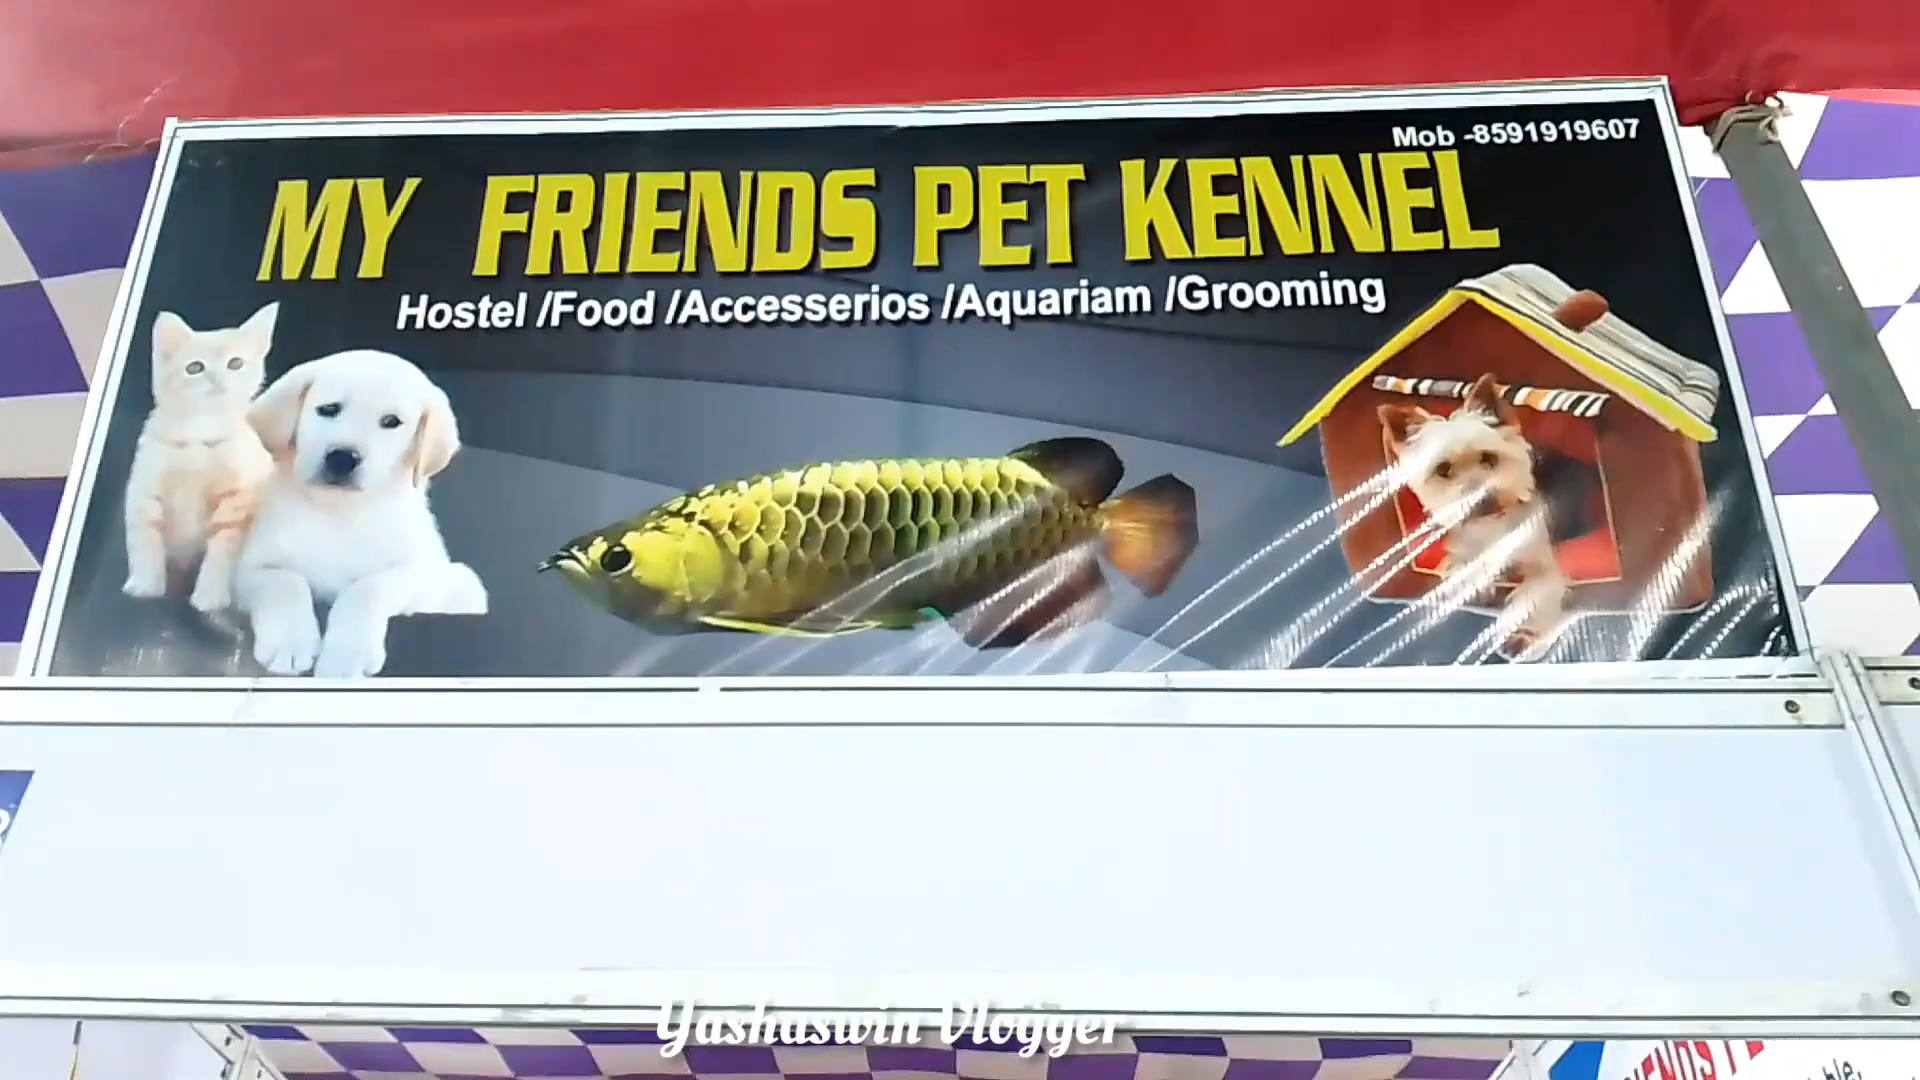 Mob -8591919607
MY FRIENDS PET KENNEL
Hostel /Food /Accesserios /Aquariam /Grooming
Yashaswin Vlogger